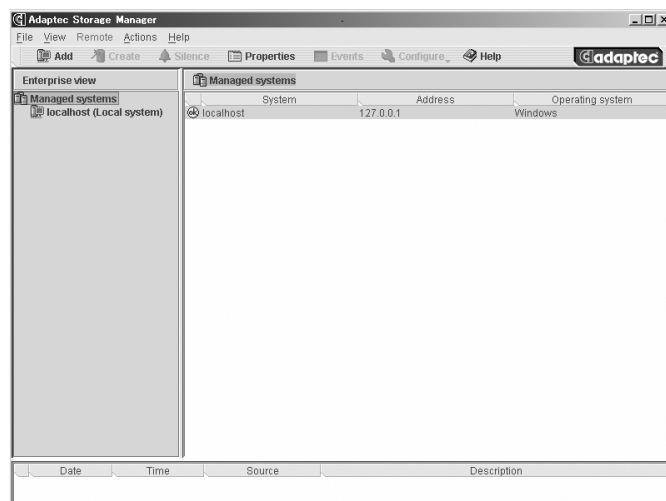 Adaptec Storage Manager
File View Remote Actions Help
Add Create Silence Properties Events Configure Help adaptec
Enterprise view
Managed systems
localhost (Local system)
Managed systems
System Address Operating system
ok localhost 127.0.0.1 Windows
Date Time Source Description